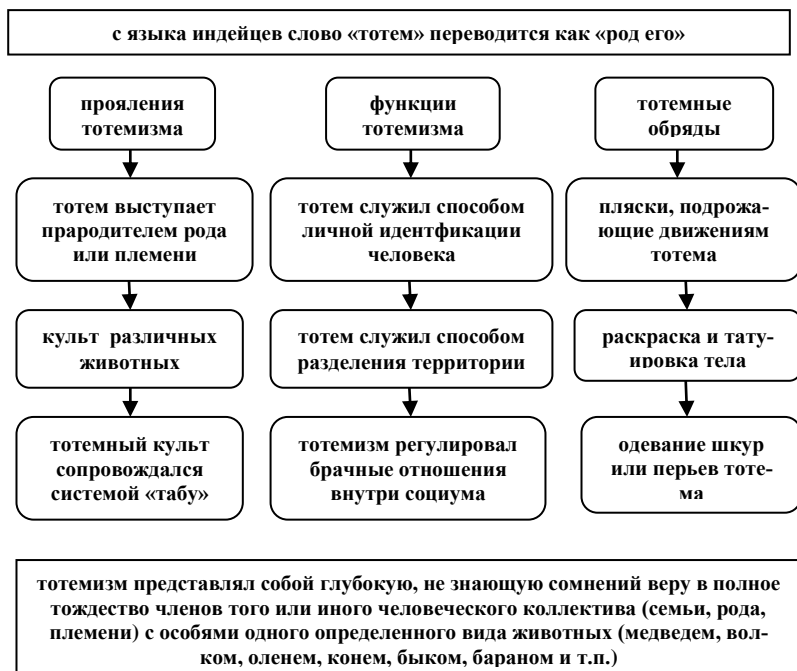 с языка индейцев слово «тотем» переводится как «род его»
прояления
тотемизма
функции
тотемизма
тотемные
обряды
тотем выступает
прародителем рода
или племени
тотем служил способом
личной идентфикации
человека
пляски, подрожа-
ющие движениям
тотема
культ различных
животных
тотем служил способом
разделения территории
раскраска и тату-
ировка тела
тотемный культ
сопровождался
системой «табу»
тотемизм регулировал
брачные отношения
внутри социума
одевание шкур
или перьев тоте-
ма
тотемизм представлял собой глубокую, не знающую сомнений веру в полное
тождество членов того или иного человеческого коллектива (семьи, рода,
племени) с особями одного определенного вида животных (медведем, вол-
ком, оленем, конем, быком, бараном и т.п.)